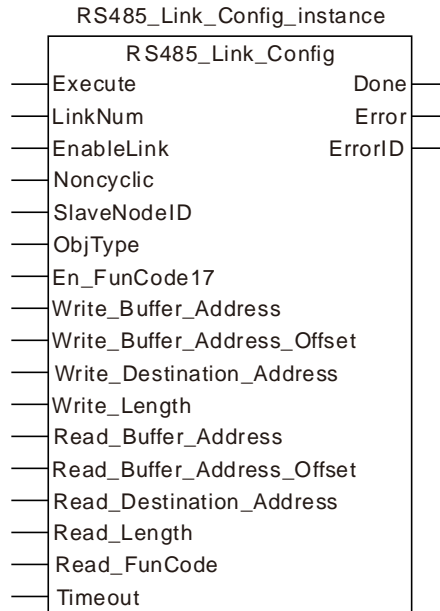 RS485_Link_Config_instance
RS485_Link_Config
Execute Done
LinkNum Error
EnableLink ErrorID
Noncyclic
SlaveNodeID
ObjType
En_FunCode17
Write_Buffer_Address
Write_Buffer_Address_Offset
Write_Destination_Address
Write_Length
Read_Buffer_Address
Read_Buffer_Address_Offset
Read_Destination_Address
Read_Length
Read_FunCode
Timeout